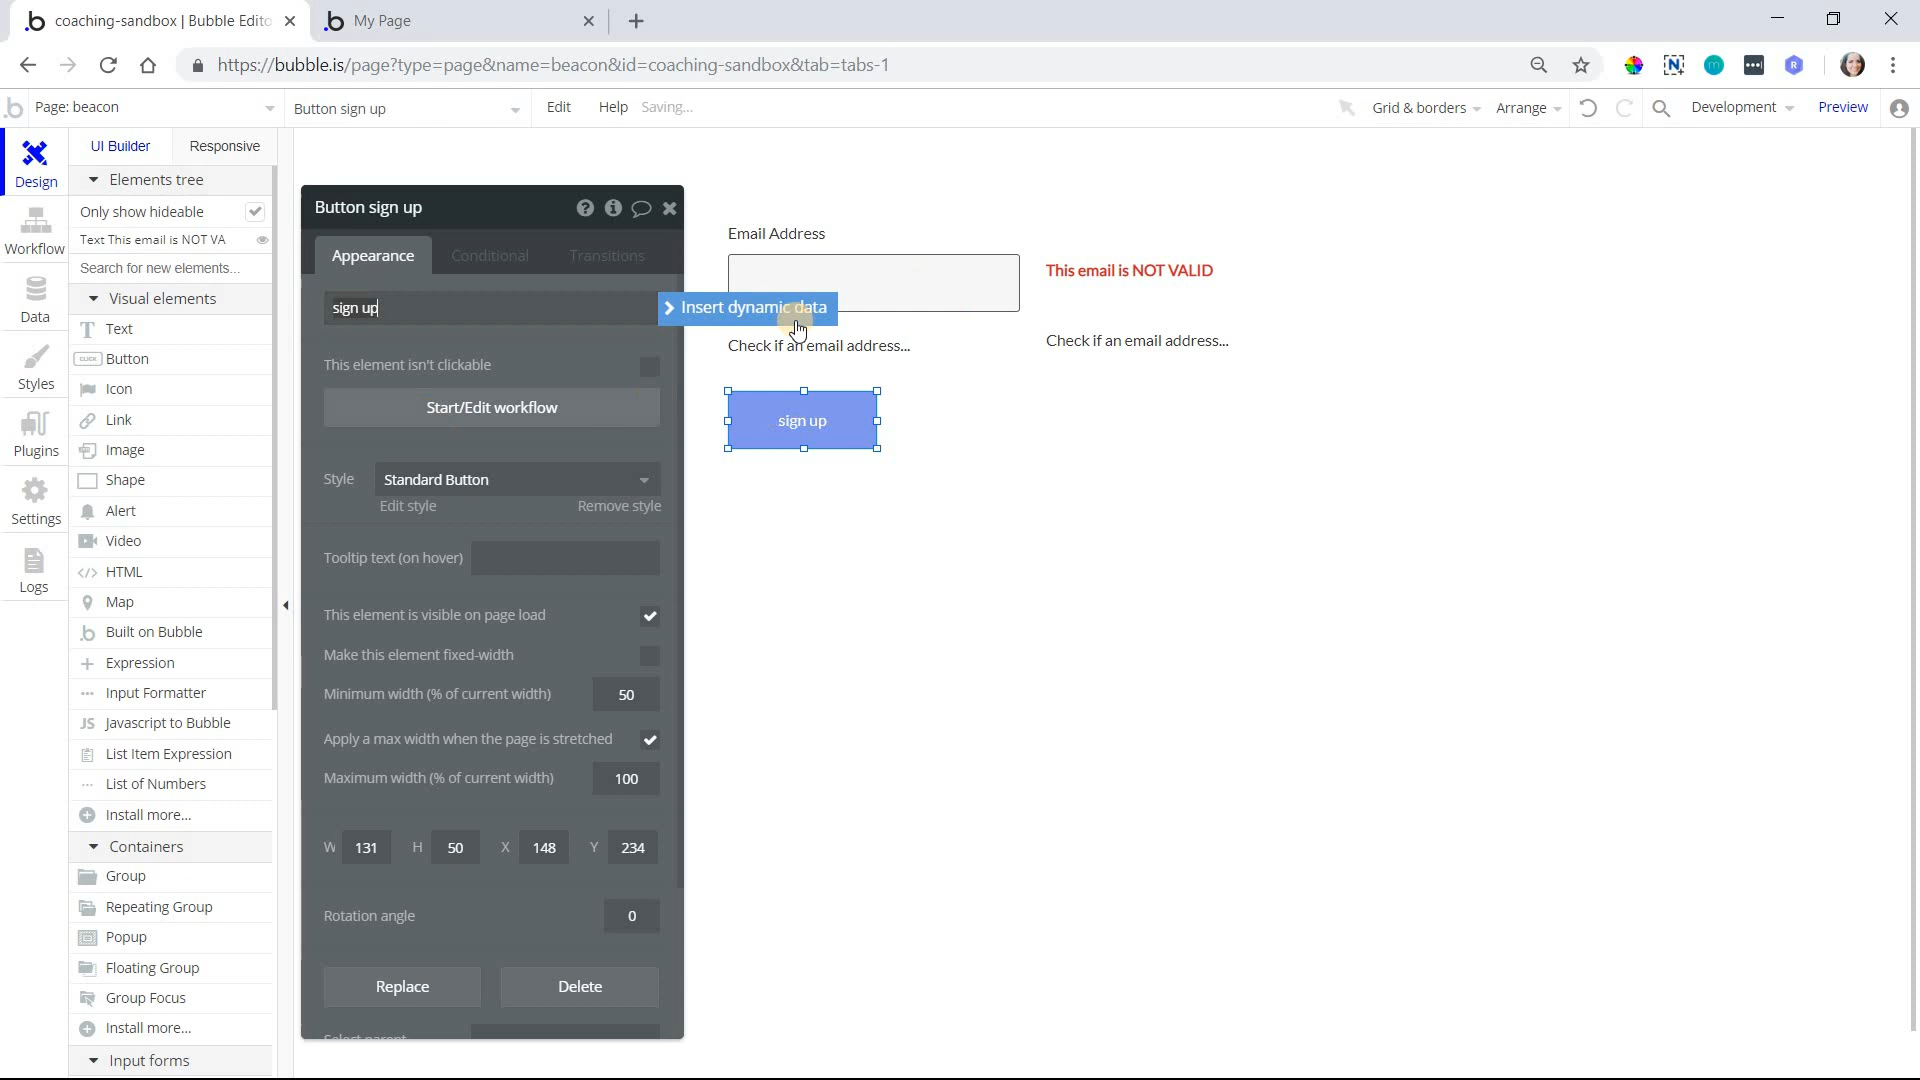 coaching-sandbox | Bubble Edito
My Page
https://bubble.is/page?type=page&name=beacon&id=coaching-sandbox&tab=tabs-1
Page: beacon
Button sign up
Edit
Help
Saving...
Grid & borders
Arrange
Development
Preview
Design
Workflow
Data
Styles
Plugins
Settings
Logs
UI Builder
Responsive
Elements tree
Only show hideable
Text This email is NOT VA
Search for new elements...
Visual elements
Text
CLICK Button
Icon
Link
Image
Shape
Alert
Video
</> HTML
Map
Built on Bubble
Expression
Input Formatter
JS Javascript to Bubble
List Item Expression
List of Numbers
Install more...
Containers
Group
Repeating Group
Popup
Floating Group
Group Focus
Install more...
Input forms
Button sign up
Appearance
Conditional
Transitions
sign up
Insert dynamic data
This element isn't clickable
Start/Edit workflow
Style
Standard Button
Edit style
Remove style
Tooltip text (on hover)
This element is visible on page load
Make this element fixed-width
Minimum width (% of current width)
50
Apply a max width when the page is stretched
Maximum width (% of current width)
100
W 131 H 50 X 148 Y 234
Rotation angle
0
Replace
Delete
Select parent
Email Address
This email is NOT VALID
Check if an email address...
Check if an email address...
sign up